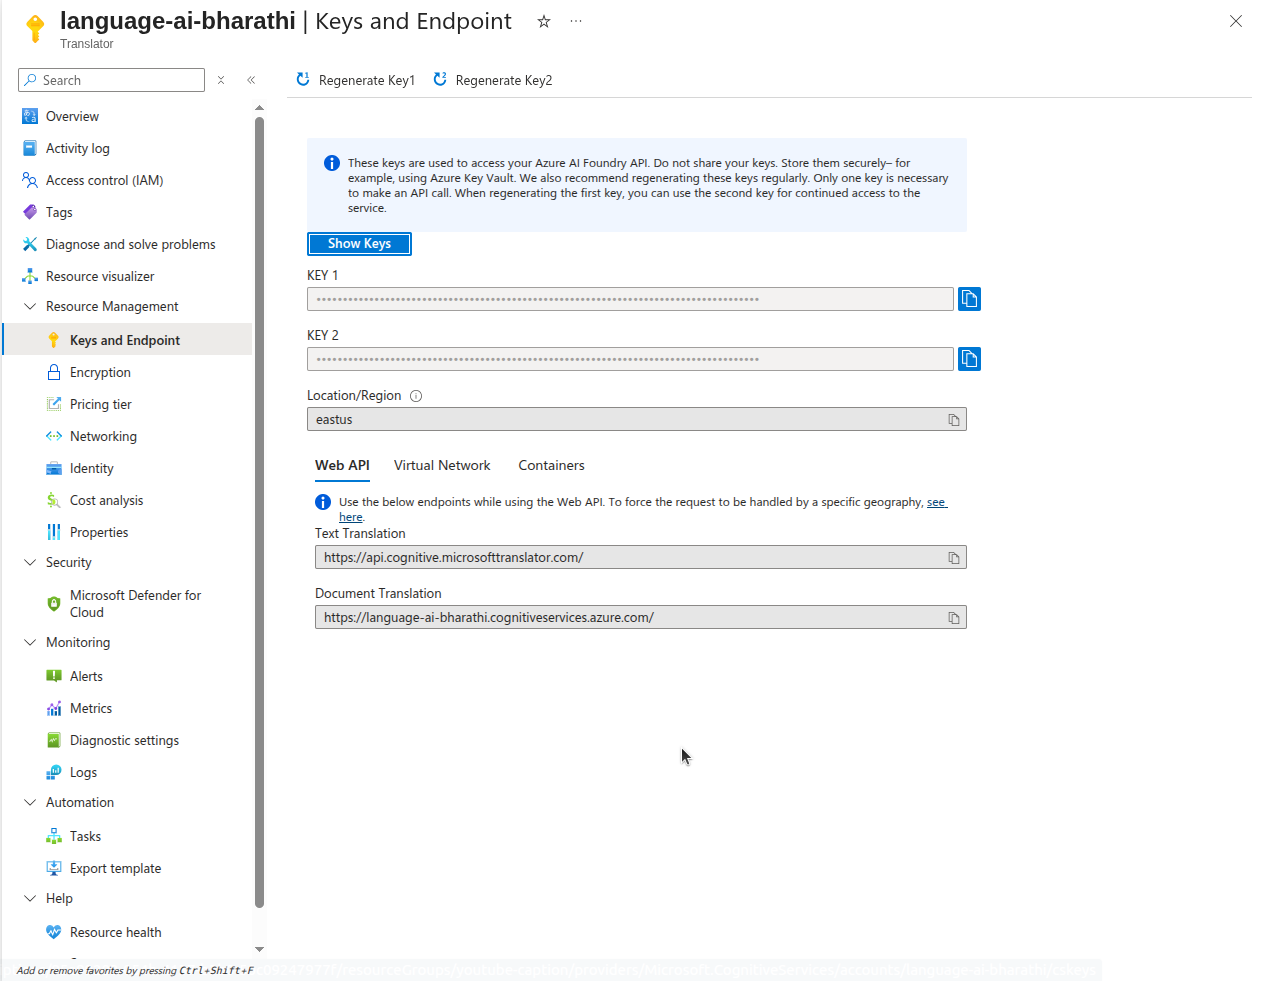 language-ai-bharathi | Keys and Endpoint
Translator
Search
Regenerate Key1
Regenerate Key2
Overview
Activity log
Access control (IAM)
Tags
Diagnose and solve problems
Resource visualizer
Resource Management
Keys and Endpoint
Encryption
Pricing tier
Networking
Identity
Cost analysis
Properties
Security
Microsoft Defender for
Cloud
Monitoring
Alerts
Metrics
Diagnostic settings
Logs
Automation
Tasks
Export template
Help
Resource health
Add or remove favorites by pressing Ctrl+Shift+F
These keys are used to access your Azure AI Foundry API. Do not share your keys. Store them securely– for
example, using Azure Key Vault. We also recommend regenerating these keys regularly. Only one key is necessary
to make an API call. When regenerating the first key, you can use the second key for continued access to the
service.
Show Keys
KEY 1
KEY 2
Location/Region
eastus
Web API
Virtual Network
Containers
Use the below endpoints while using the Web API. To force the request to be handled by a specific geography, see
here.
Text Translation
https://api.cognitive.microsofttranslator.com/
Document Translation
https://language-ai-bharathi.cognitiveservices.azure.com/